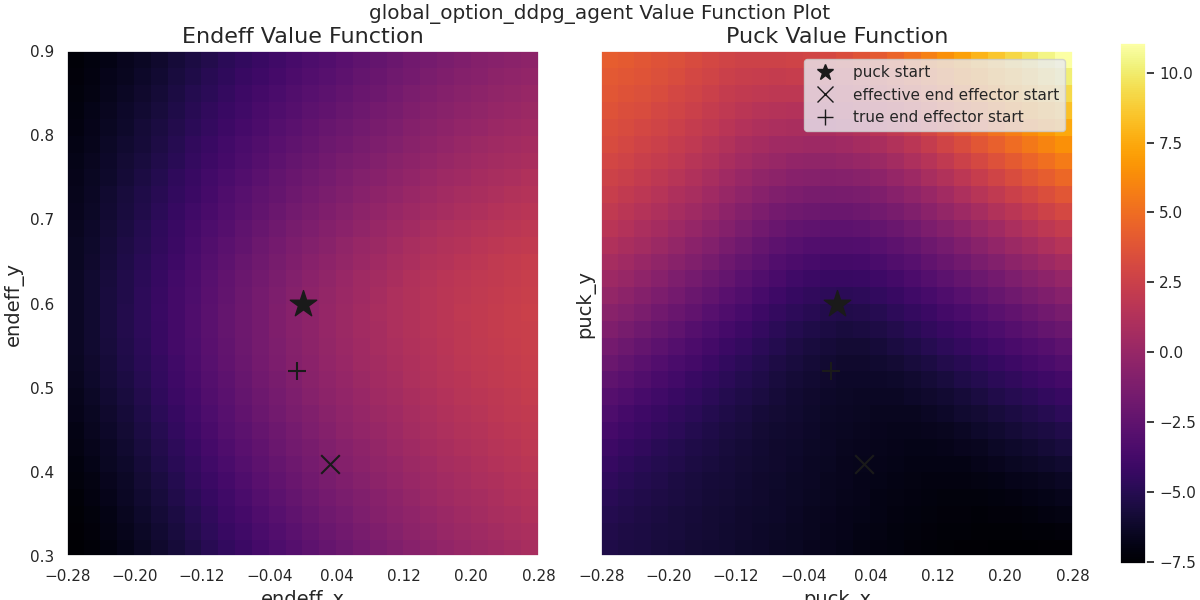 global_option_ddpg_agent Value Function Plot
Endeff Value Function
Puck Value Function
0.9
0.8
0.7
0.6
0.5
0.4
0.3
endeff_y
−0.28 −0.20 −0.12 −0.04 0.04 0.12 0.20 0.28
endeff_x
puck_y
puck start
effective end effector start
true end effector start
−0.28 −0.20 −0.12 −0.04 0.04 0.12 0.20 0.28
puck_x
10.0
7.5
5.0
2.5
0.0
−2.5
−5.0
−7.5